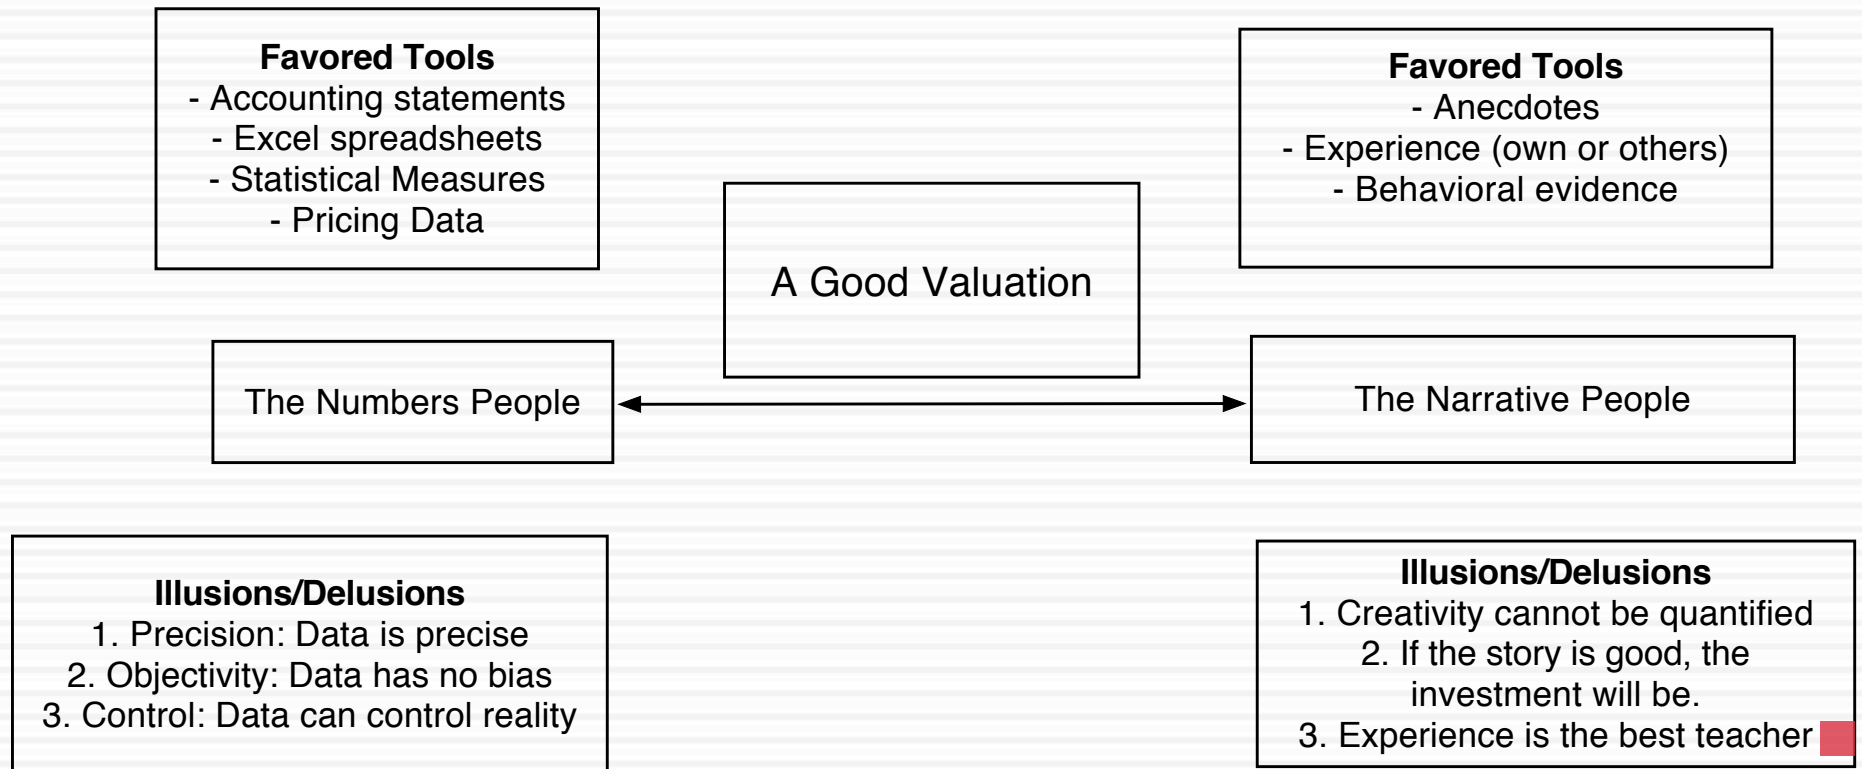 Favored Tools
- Accounting statements
- Excel spreadsheets
- Statistical Measures
- Pricing Data
Favored Tools
- Anecdotes
- Experience (own or others)
- Behavioral evidence
A Good Valuation
The Numbers People
The Narrative People
Illusions/Delusions
1. Precision: Data is precise
2. Objectivity: Data has no bias
3. Control: Data can control reality
Illusions/Delusions
1. Creativity cannot be quantified
2. If the story is good, the
investment will be.
3. Experience is the best teacher